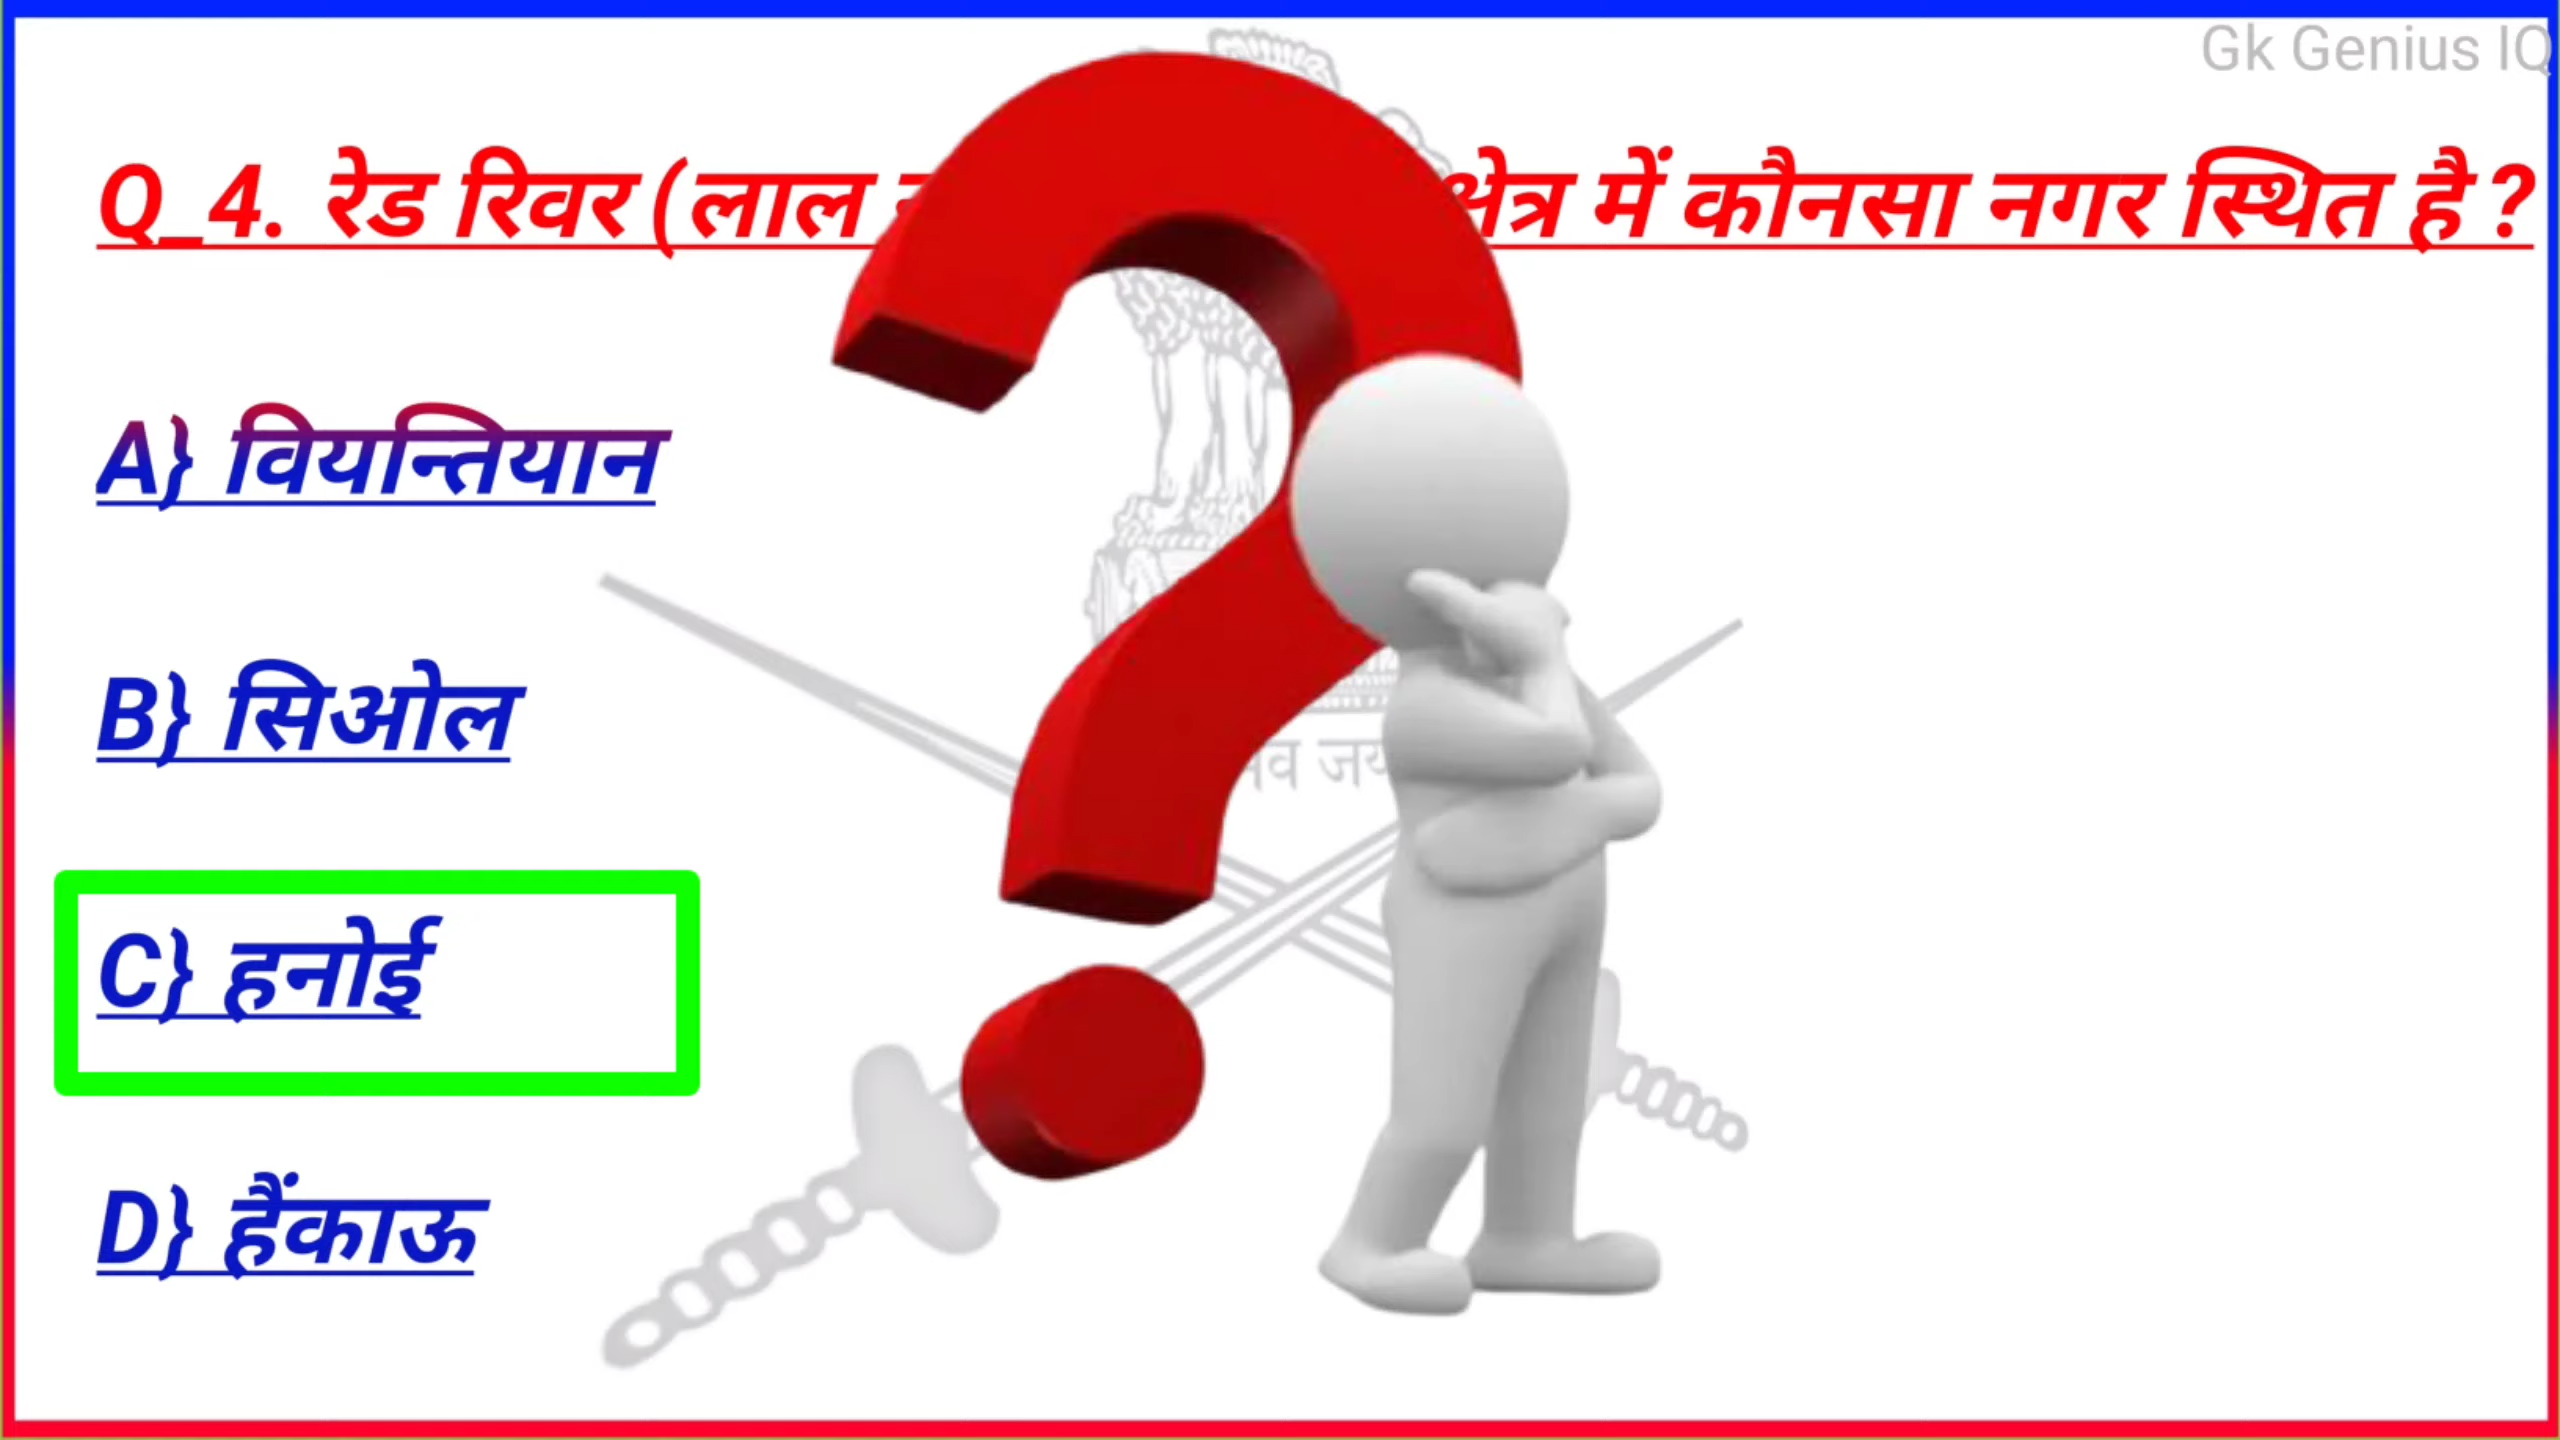 Gk Genius IQ
Q_4. रेड रिवर (लाल में कौनसा नगर स्थित है ?
A} वियन्तियान
B} सिओल
C} हनोई
D} हैंकाऊ